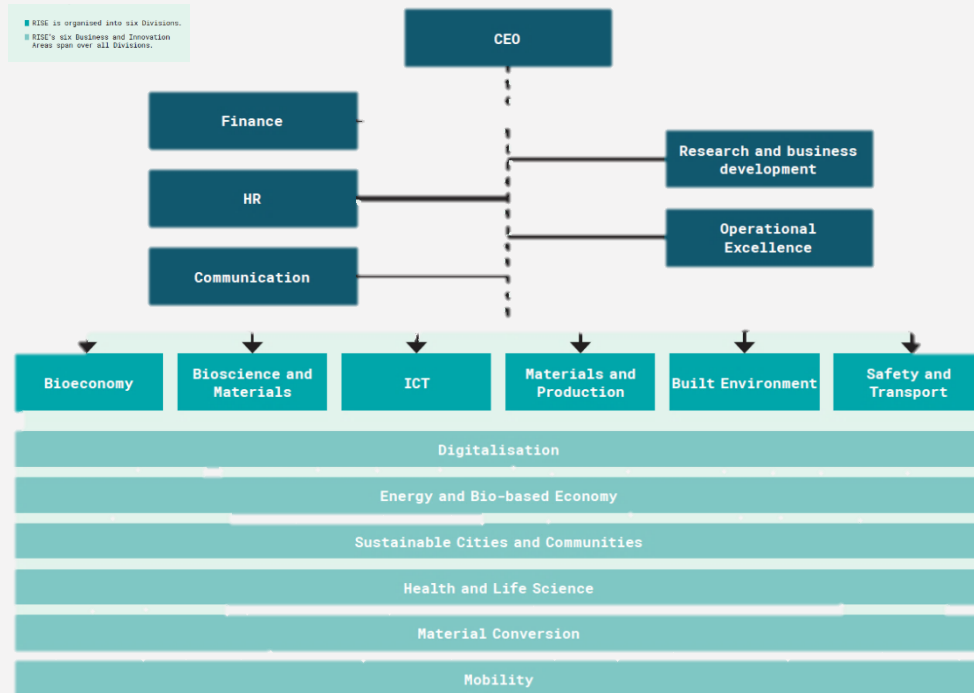 RISE is organised into six Divisions.
RISE's six Business and Innovation
Areas span over all Divisions.
CEO
Finance
Research and business
development
HR
Operational
Excellence
Communication
Bioeconomy
Bioscience and
Materials
ICT
Materials and
Production
Built Environment
Safety and
Transport
Digitalisation
Energy and Bio-based Economy
Sustainable Cities and Communities
Health and Life Science
Material Conversion
Mobility